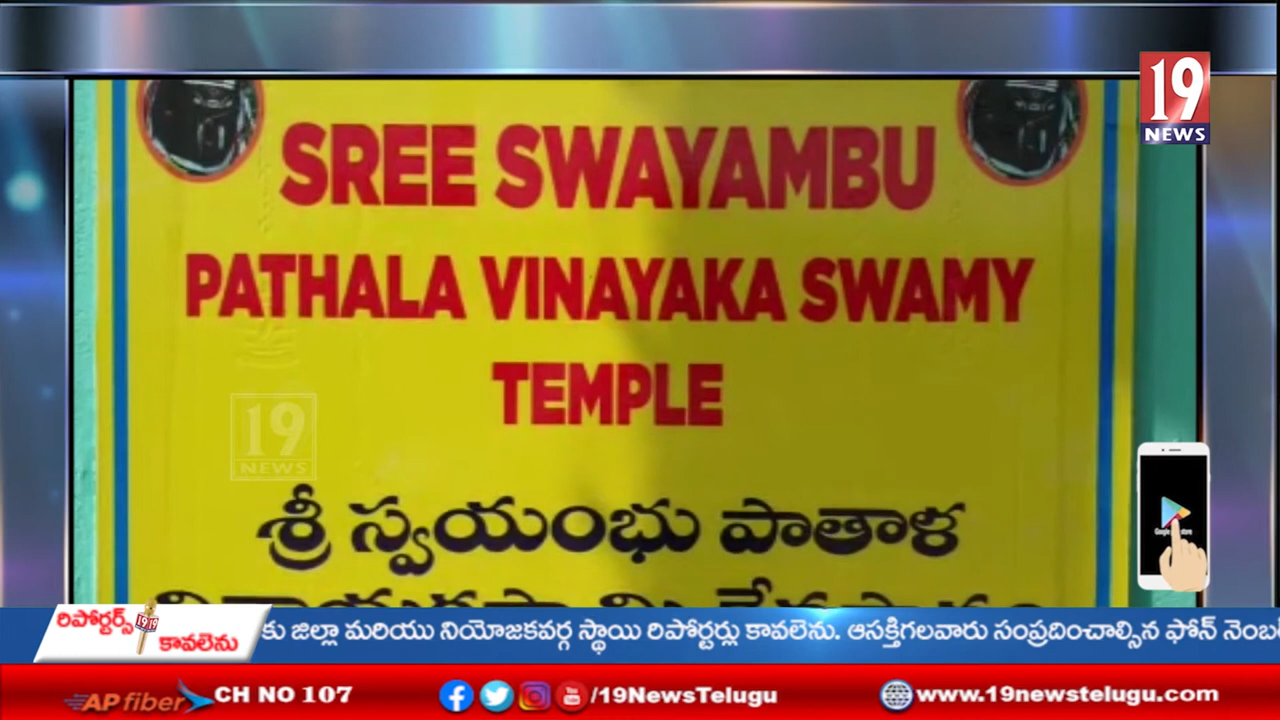 19
NEWS
SREE SWAYAMBU
PATHALA VINAYAKA SWAMY
TEMPLE
19
NEWS
శ్రీ స్వయంభు పాతాళ
రిపోర్టర్స్
కావలెను
కు జిల్లా మరియు నియోజకవర్గ స్థాయి రిపోర్టర్లు కావలెను. ఆసక్తిగలవారు సంప్రదించాల్సిన ఫోన్ నెంబ
AP fiber CH NO 107
/19NewsTelugu
www.19newstelugu.com